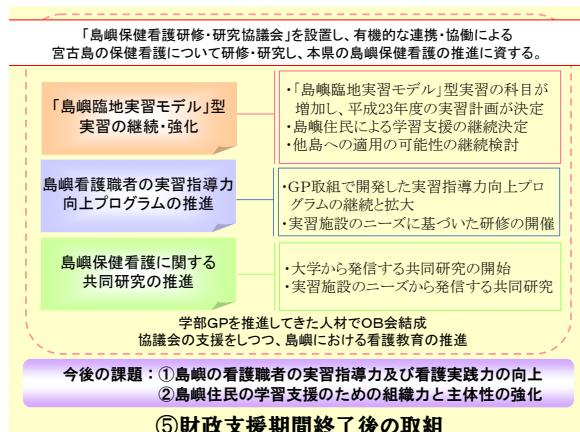 「島嶼保健看護研修・研究協議会」を設置し、有機的な連携・協働による
宮古島の保健看護について研修・研究し、本県の島嶼保健看護の推進に資する。
「島嶼臨地実習モデル」型
実習の継続・強化
・「島嶼臨地実習モデル」型実習の科目が
増加し、平成23年度の実習計画が決定
・島嶼住民による学習支援の継続決定
・他島への適用の可能性の継続検討
島嶼看護職者の実習指導力
向上プログラムの推進
・GP取組で開発した実習指導力向上プロ
グラムの継続と拡大
・実習施設のニーズに基づいた研修の開催
島嶼保健看護に関する
共同研究の推進
・大学から発信する共同研究の開始
・実習施設のニーズから発信する共同研究
学部GPを推進してきた人材でOB会結成
協議会の支援をしつつ、島嶼における看護教育の推進
今後の課題：①島嶼の看護職者の実習指導力及び看護実践力の向上
②島嶼住民の学習支援のための組織力と主体性の強化
⑤財政支援期間終了後の取組